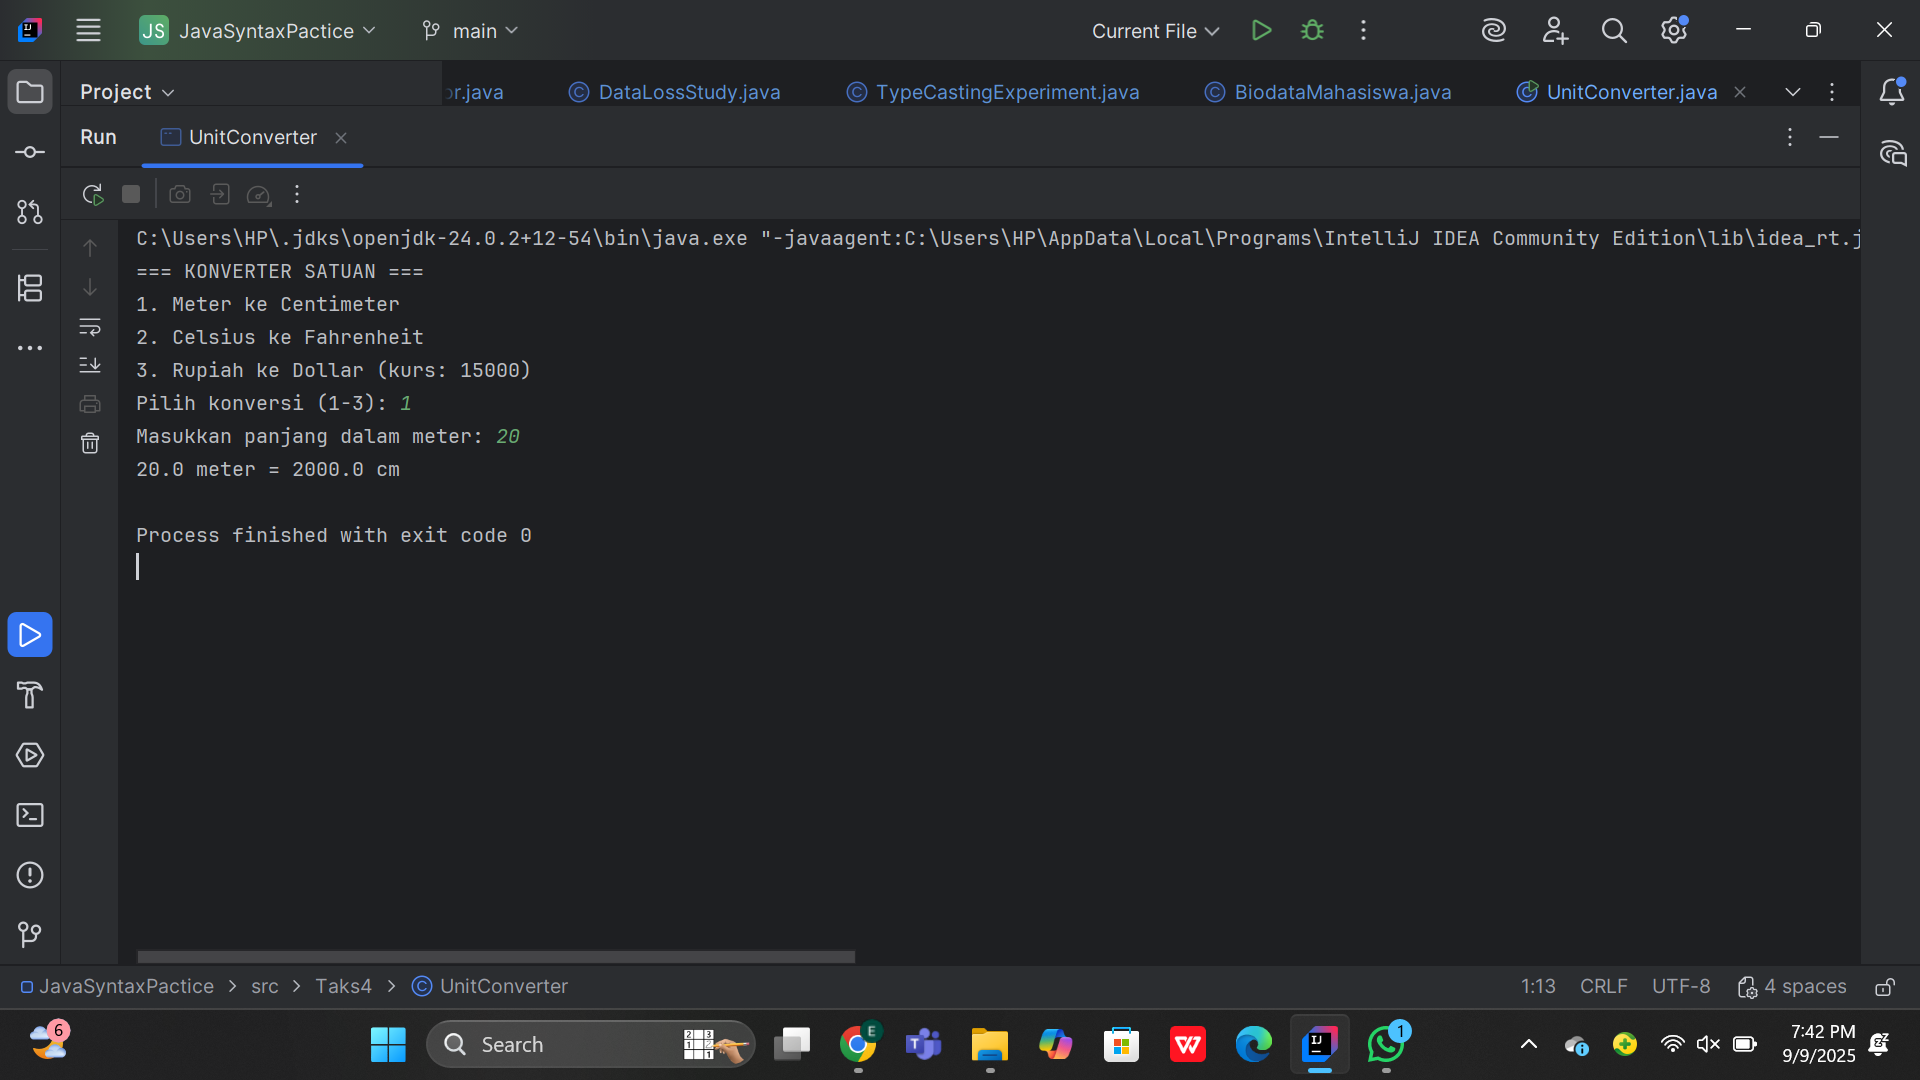 JS JavaSyntaxPactice main Current File
Project or.java DataLossStudy.java TypeCastingExperiment.java BiodataMahasiswa.java UnitConverter.java
Run UnitConverter
C:\Users\HP\.jdks\openjdk-24.0.2+12-54\bin\java.exe "-javaagent:C:\Users\HP\AppData\Local\Programs\IntelliJ IDEA Community Edition\lib\idea_rt.j
=== KONVERTER SATUAN ===
1. Meter ke Centimeter
2. Celsius ke Fahrenheit
3. Rupiah ke Dollar (kurs: 15000)
Pilih konversi (1-3): 1
Masukkan panjang dalam meter: 20
20.0 meter = 2000.0 cm
Process finished with exit code 0
JavaSyntaxPactice > src > Taks4 > UnitConverter 1:13 CRLF UTF-8 4 spaces
6 Search E 1 7:42 PM
9/9/2025